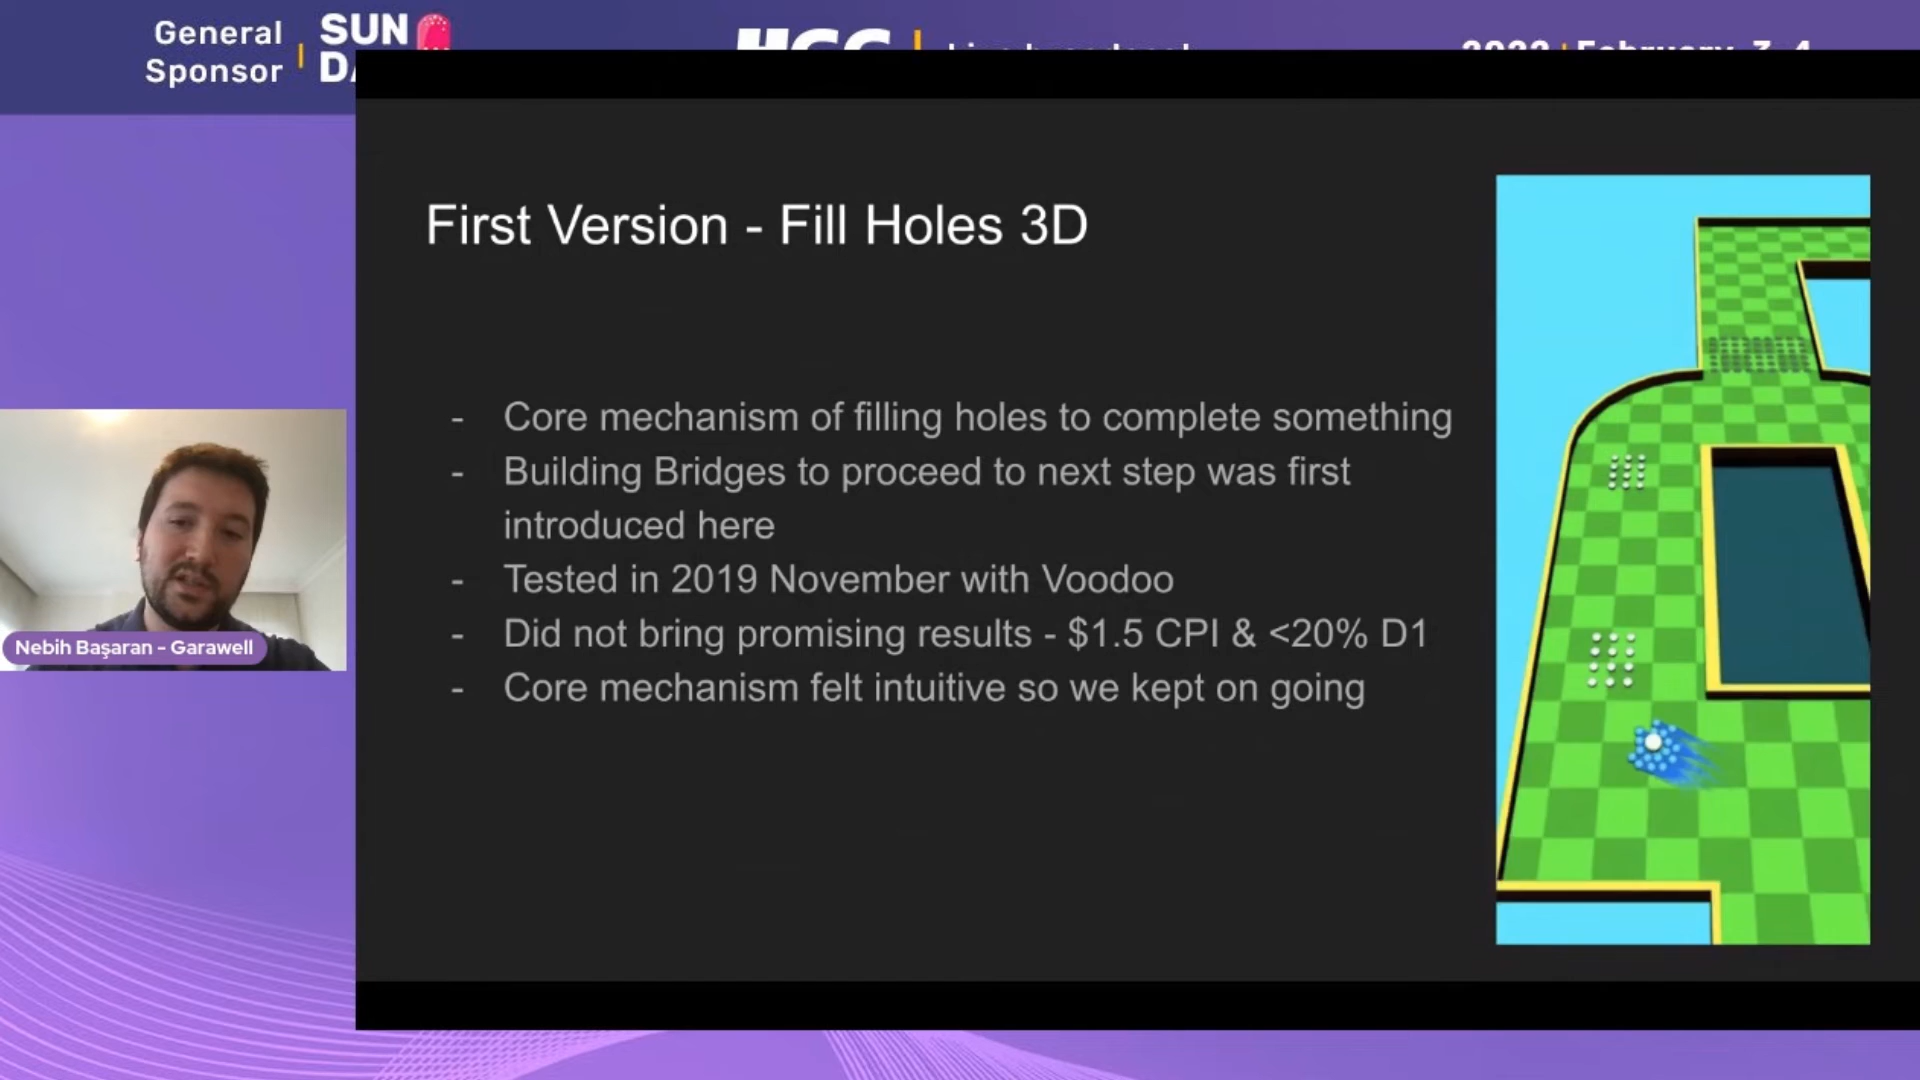 General
Sponsor
SUN
First Version - Fill Holes 3D
- Core mechanism of filling holes to complete something
- Building Bridges to proceed to next step was first
introduced here
- Tested in 2019 November with Voodoo
- Did not bring promising results - $1.5 CPI & <20% D1
- Core mechanism felt intuitive so we kept on going
Nebih Başaran - Garawell